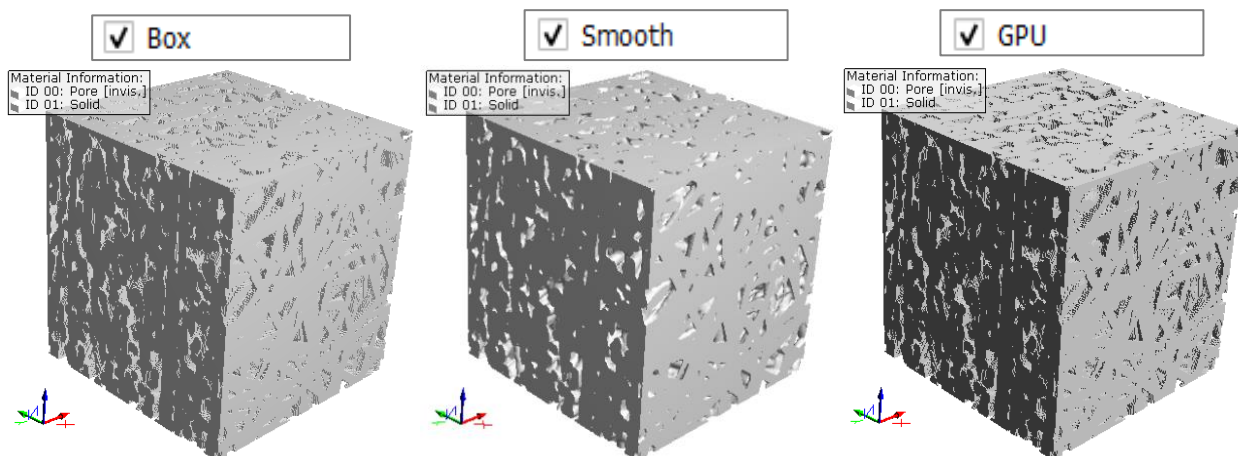 Box
Smooth
GPU
Material Information:
ID 00: Pore [invis.]
ID 01: Solid
Material Information:
ID 00: Pore [invis.]
ID 01: Solid
Material Information:
ID 00: Pore [invis.]
ID 01: Solid